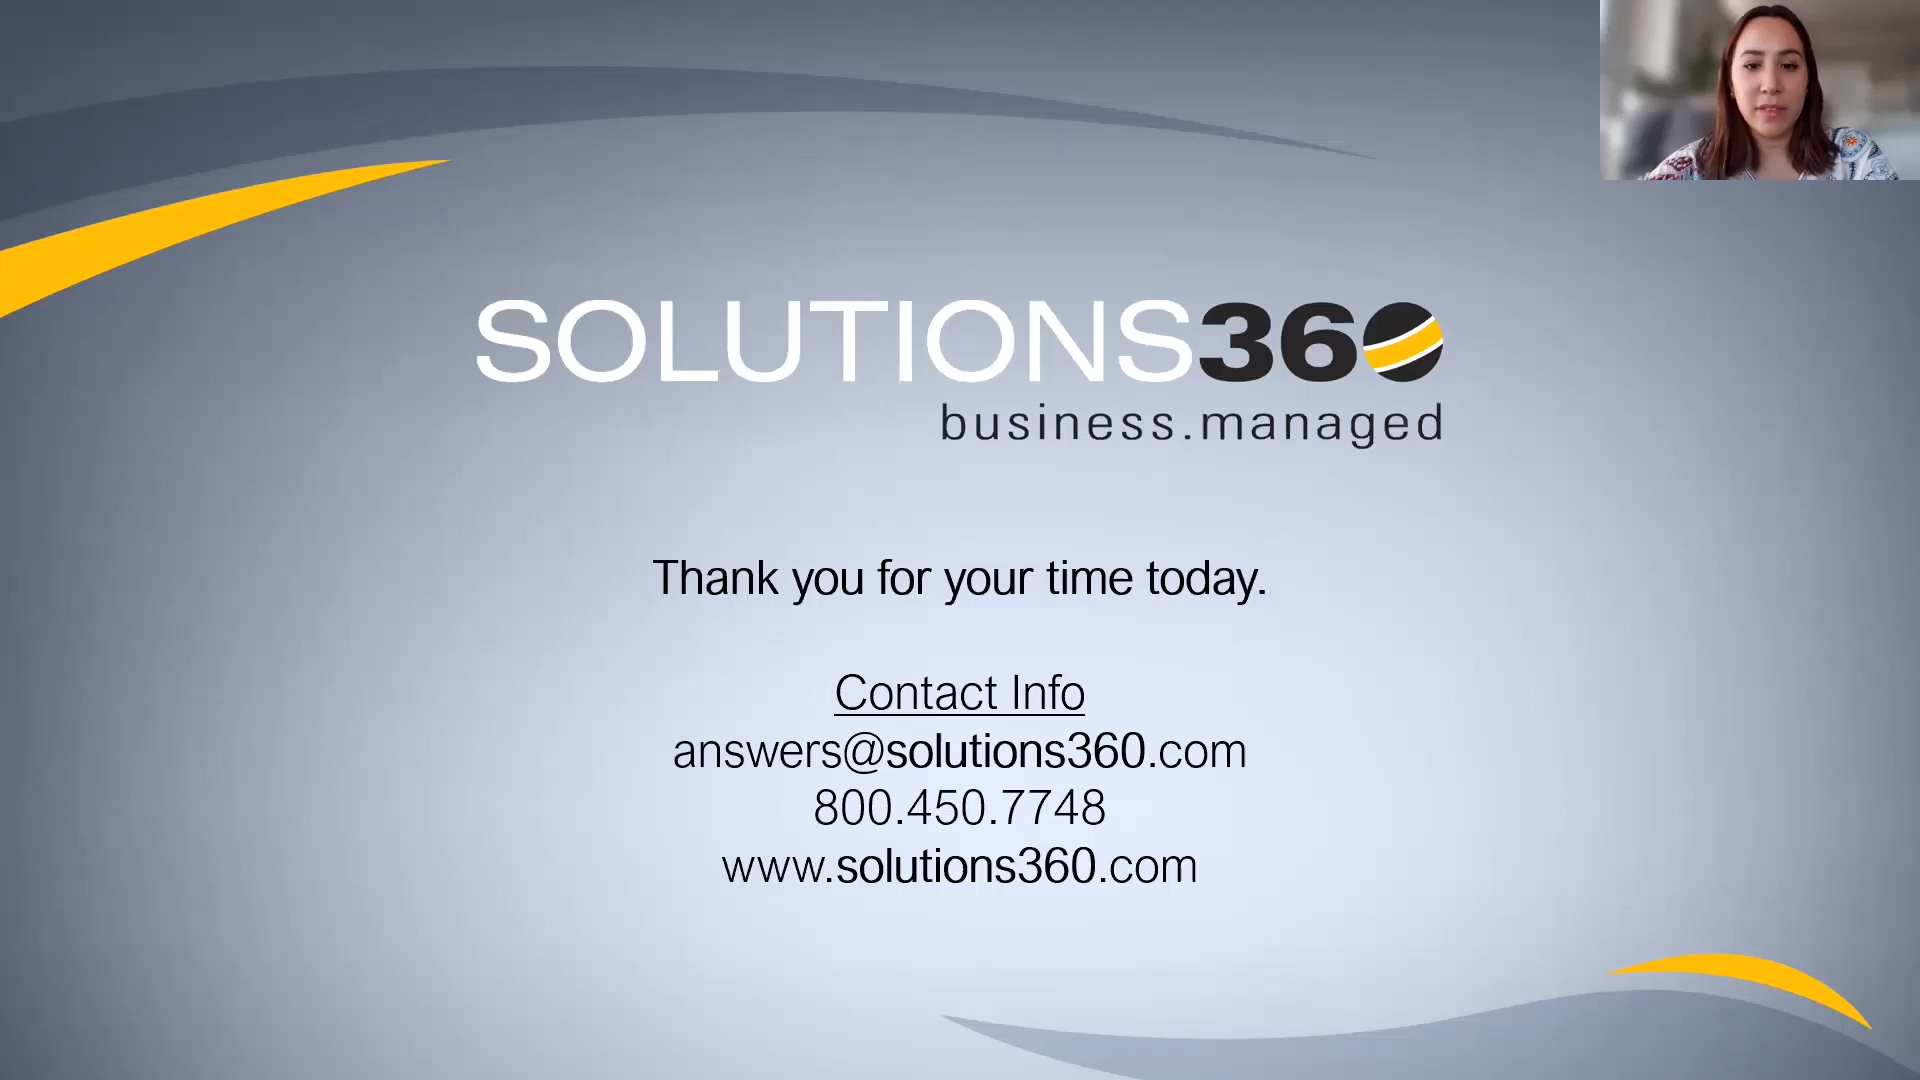 SOLUTIONS360
business.managed
Thank you for your time today.
Contact Info
answers@solutions360.com
800.450.7748
www.solutions360.com